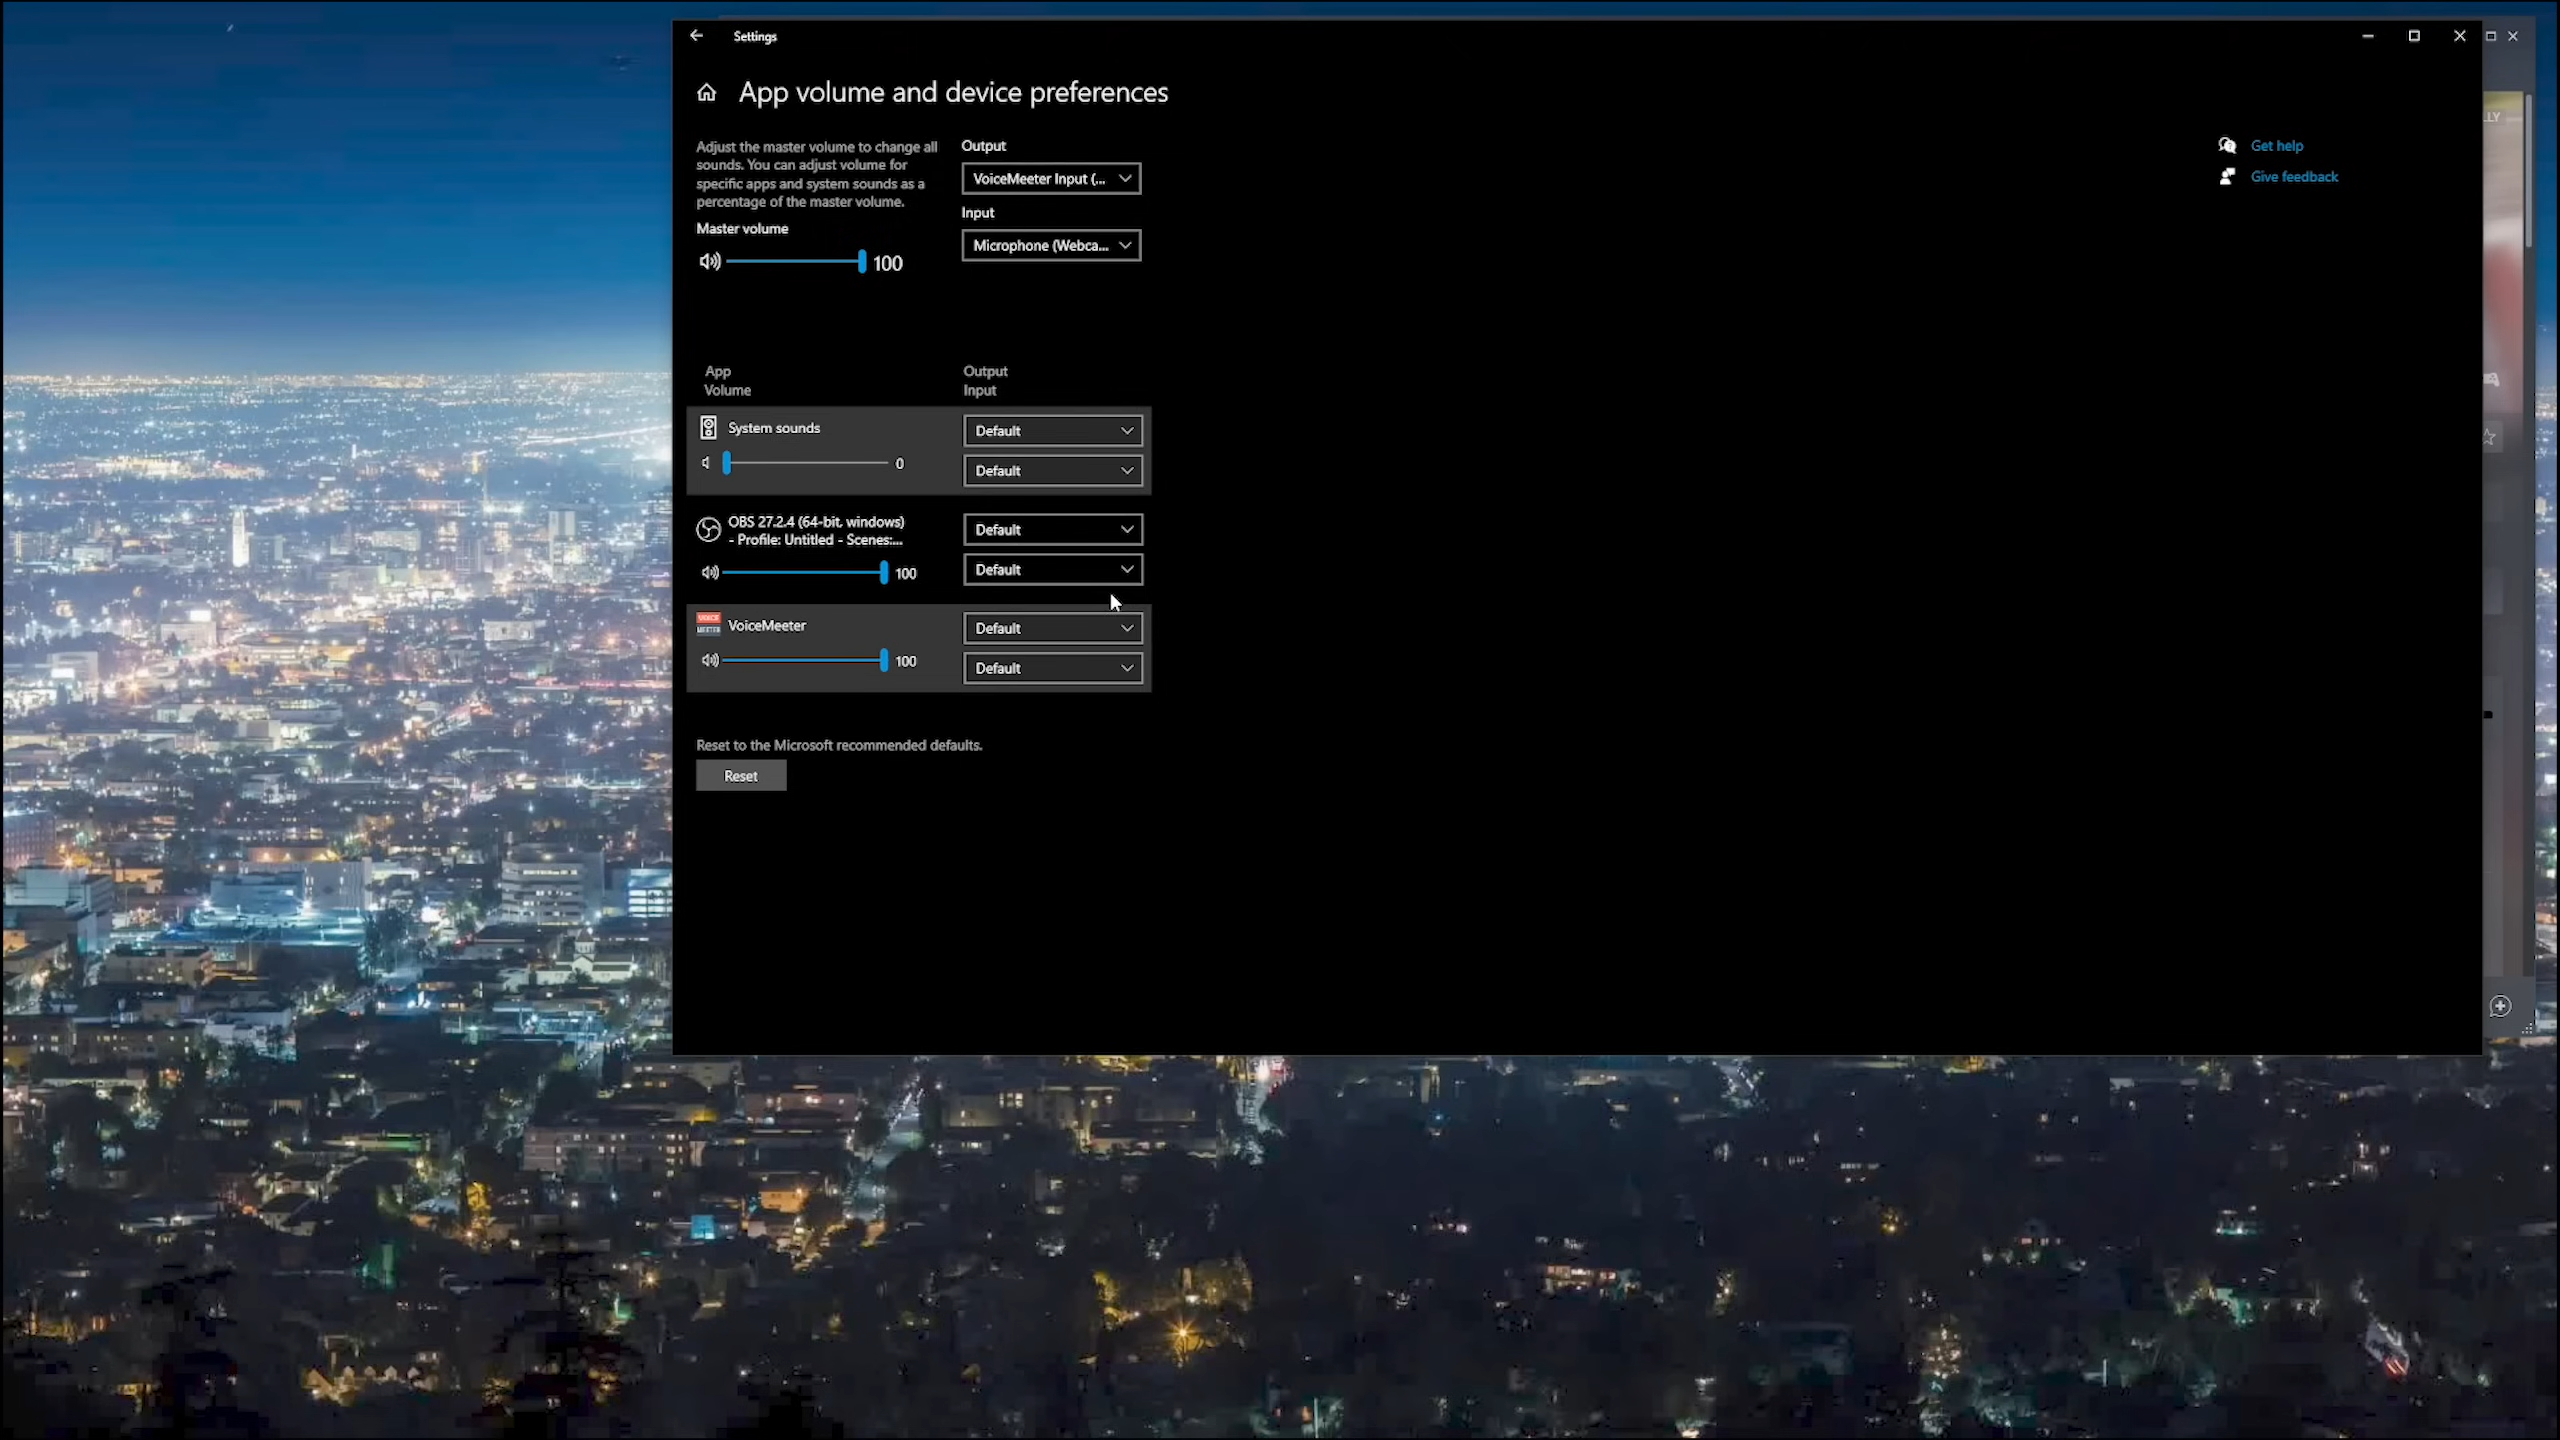 Settings
App volume and device preferences
Adjust the master volume to change all
sounds. You can adjust volume for
specific apps and system sounds as a
percentage of the master volume.
Master volume
100
Output
VoiceMeeter Input (...
Input
Microphone (Webca...
Get help
Give feedback
LLY
App
Volume
Output
Input
System sounds
0
Default
Default
OBS 27.2.4 (64-bit, windows)
- Profile: Untitled - Scenes:...
100
Default
Default
VOICE
MEETER
VoiceMeeter
100
Default
Default
Reset to the Microsoft recommended defaults.
Reset